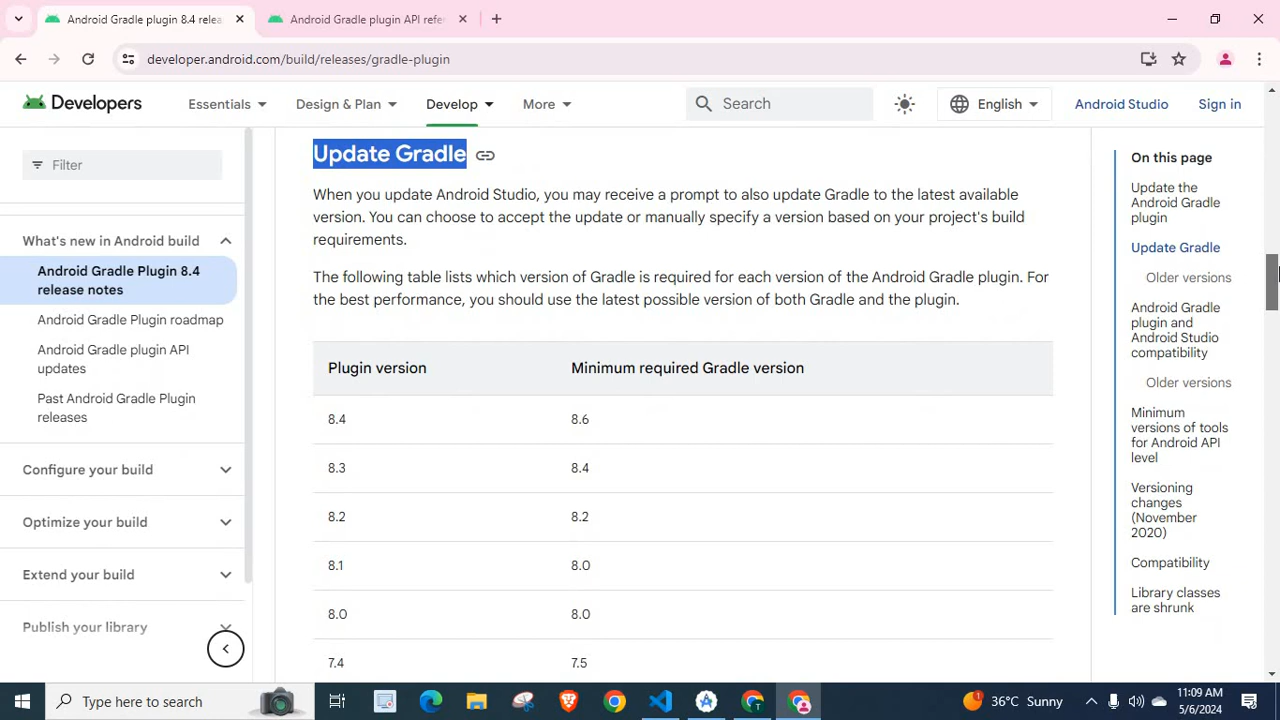 Android Gradle plugin 8.4 relea
Android Gradle plugin API refe
developer.android.com/build/releases/gradle-plugin
Developers
Essentials
Design & Plan
Develop
More
Search
English
Android Studio
Sign in
Filter
What's new in Android build
Android Gradle Plugin 8.4
release notes
Android Gradle Plugin roadmap
Android Gradle plugin API
updates
Past Android Gradle Plugin
releases
Configure your build
Optimize your build
Extend your build
Publish your library
Update Gradle
When you update Android Studio, you may receive a prompt to also update Gradle to the latest available
version. You can choose to accept the update or manually specify a version based on your project's build
requirements.
The following table lists which version of Gradle is required for each version of the Android Gradle plugin. For
the best performance, you should use the latest possible version of both Gradle and the plugin.
Plugin version Minimum required Gradle version
8.4 8.6
8.3 8.4
8.2 8.2
8.1 8.0
8.0 8.0
7.4 7.5
On this page
Update the
Android Gradle
plugin
Update Gradle
Older versions
Android Gradle
plugin and
Android Studio
compatibility
Older versions
Minimum
versions of tools
for Android API
level
Versioning
changes
(November
2020)
Compatibility
Library classes
are shrunk
Type here to search
36°C Sunny
11:09 AM
5/6/2024